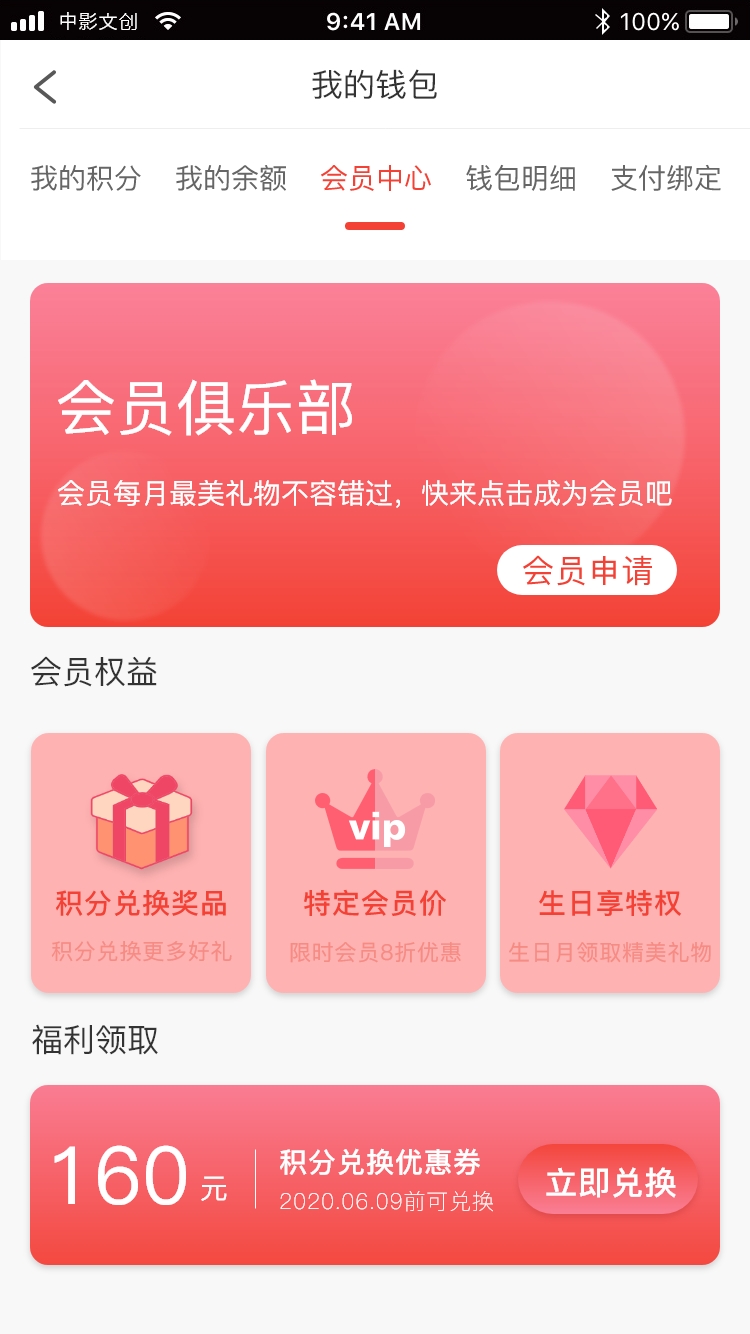 中影文创 9:41 AM 100%
我的钱包
我的积分 我的余额 会员中心 钱包明细 支付绑定
会员俱乐部
会员每月最美礼物不容错过，快来点击成为会员吧
会员申请
会员权益
vip
积分兑换奖品 特定会员价 生日享特权
积分兑换更多好礼 限时会员8折优惠 生日月领取精美礼物
福利领取
160 元
积分兑换优惠券
2020.06.09前可兑换
立即兑换